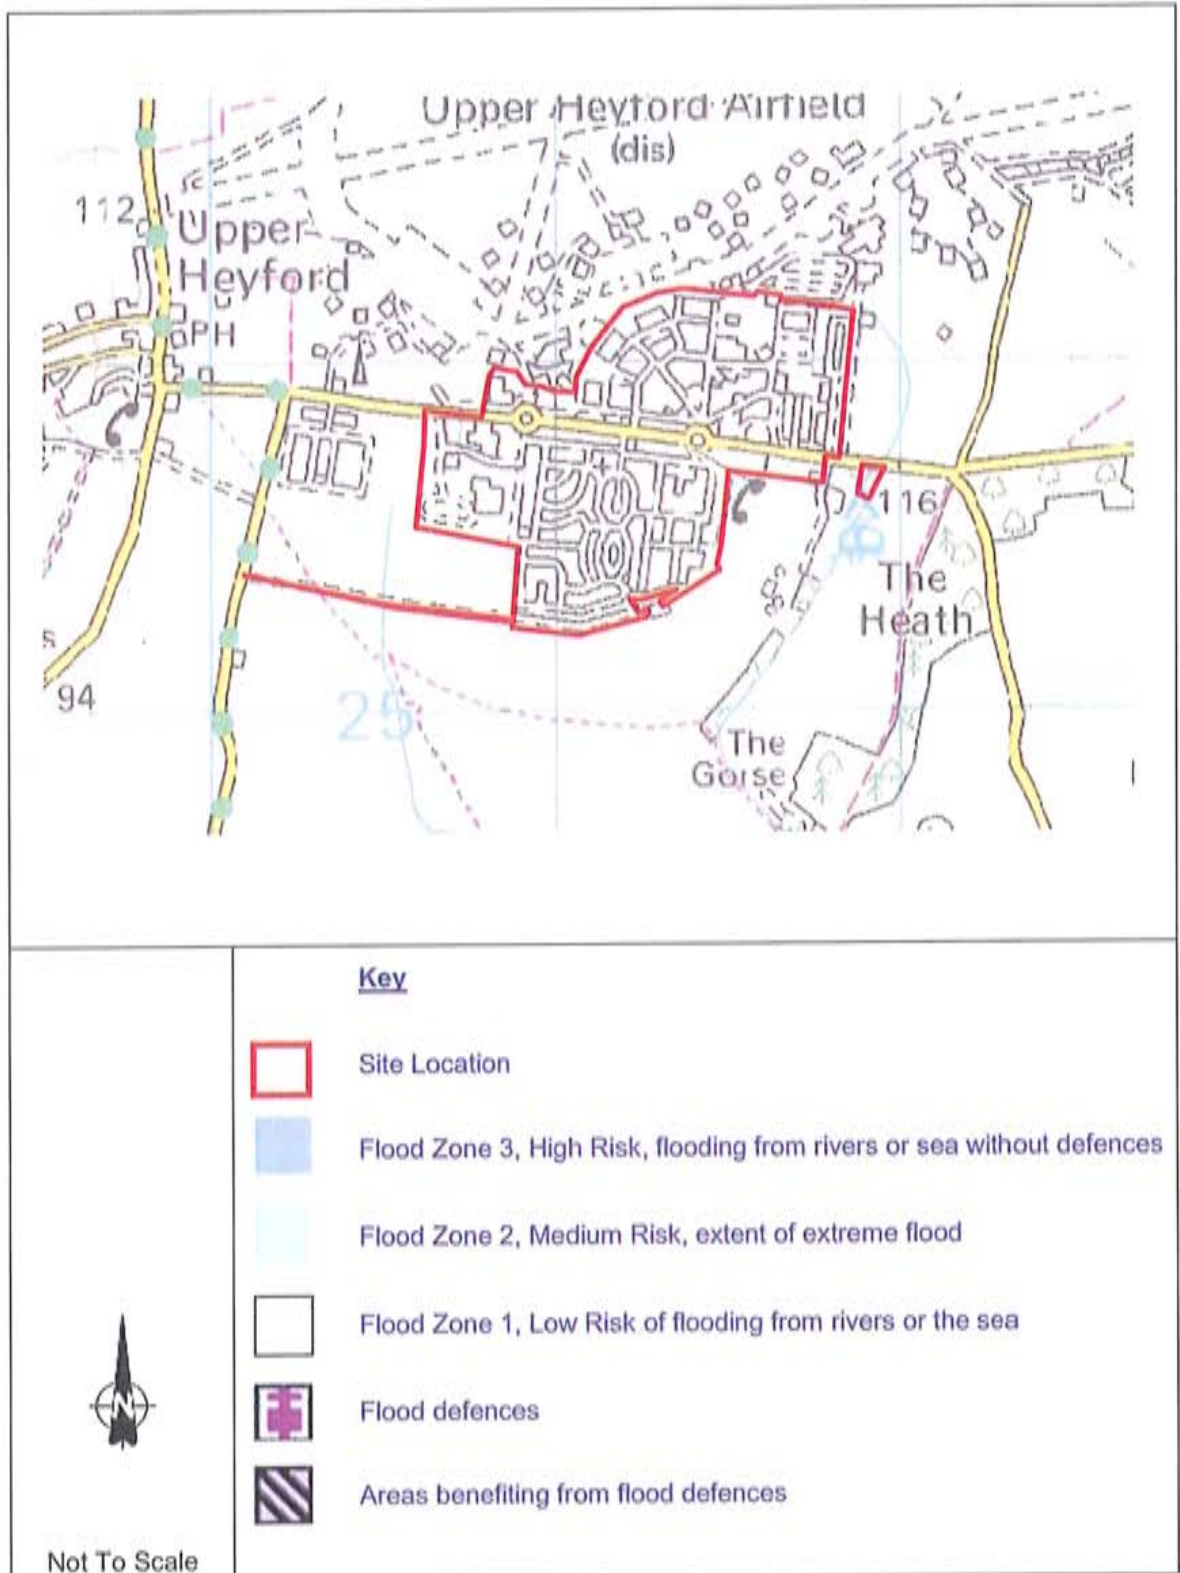 Upper Heyford Airfield
(dis)
112
Upper
Heyford
PH
116
The
Heath
94
25
The
Gorse
Key
Site Location
Flood Zone 3, High Risk, flooding from rivers or sea without defences
Flood Zone 2, Medium Risk, extent of extreme flood
Flood Zone 1, Low Risk of flooding from rivers or the sea
Flood defences
Areas benefiting from flood defences
N
Not To Scale